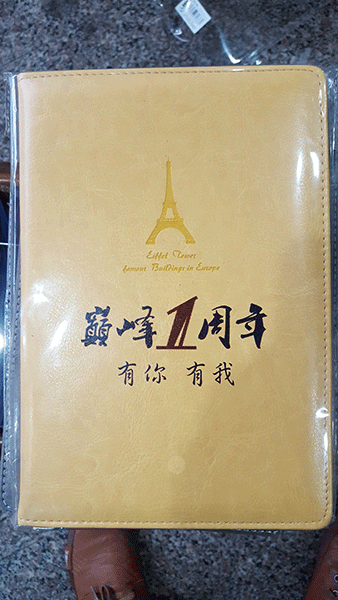 Eiffel Tower
famous Buildings in Europe
巅峰1周年
有你 有我